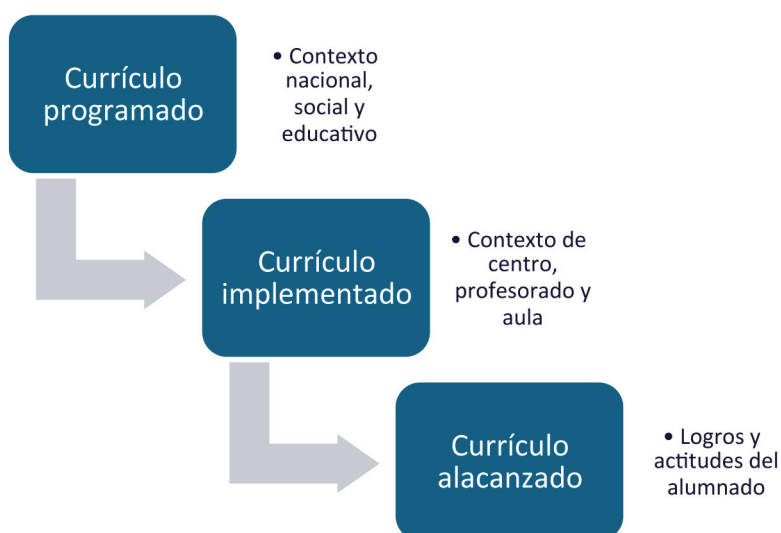 Currículo
programado
• Contexto
nacional,
social y
educativo
Currículo
implementado
• Contexto de
centro,
profesorado y
aula
Currículo
alacanzado
• Logros y
actitudes del
alumnado